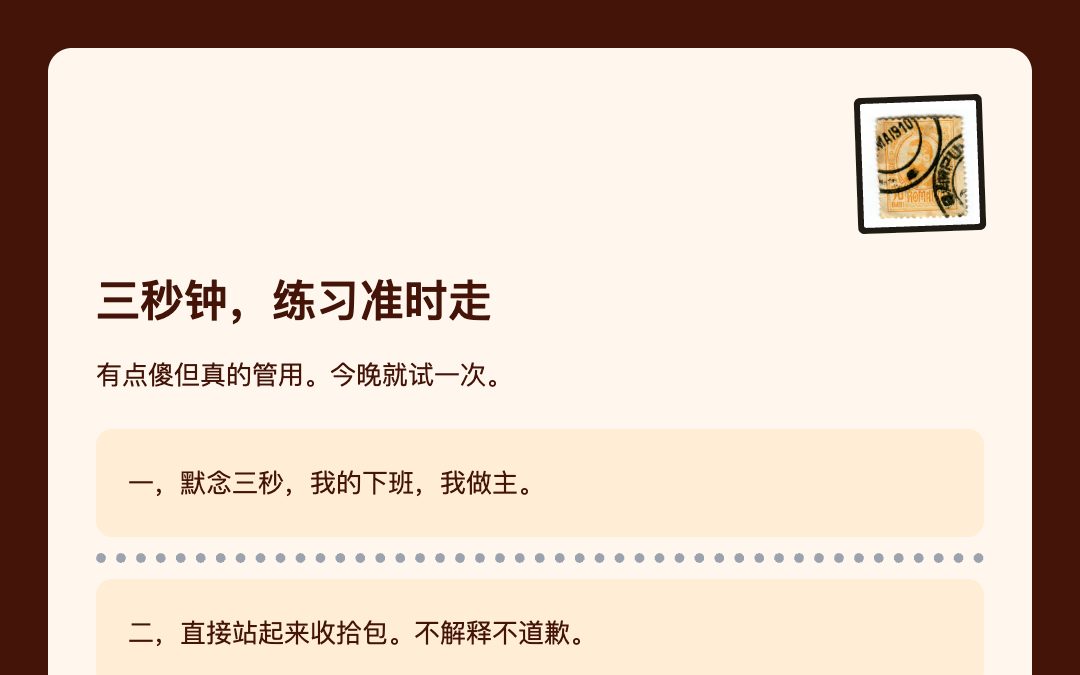 MAI910
三秒钟，练习准时走
有点傻但真的管用。今晚就试一次。
一，默念三秒，我的下班，我做主。
二，直接站起来收拾包。不解释不道歉。